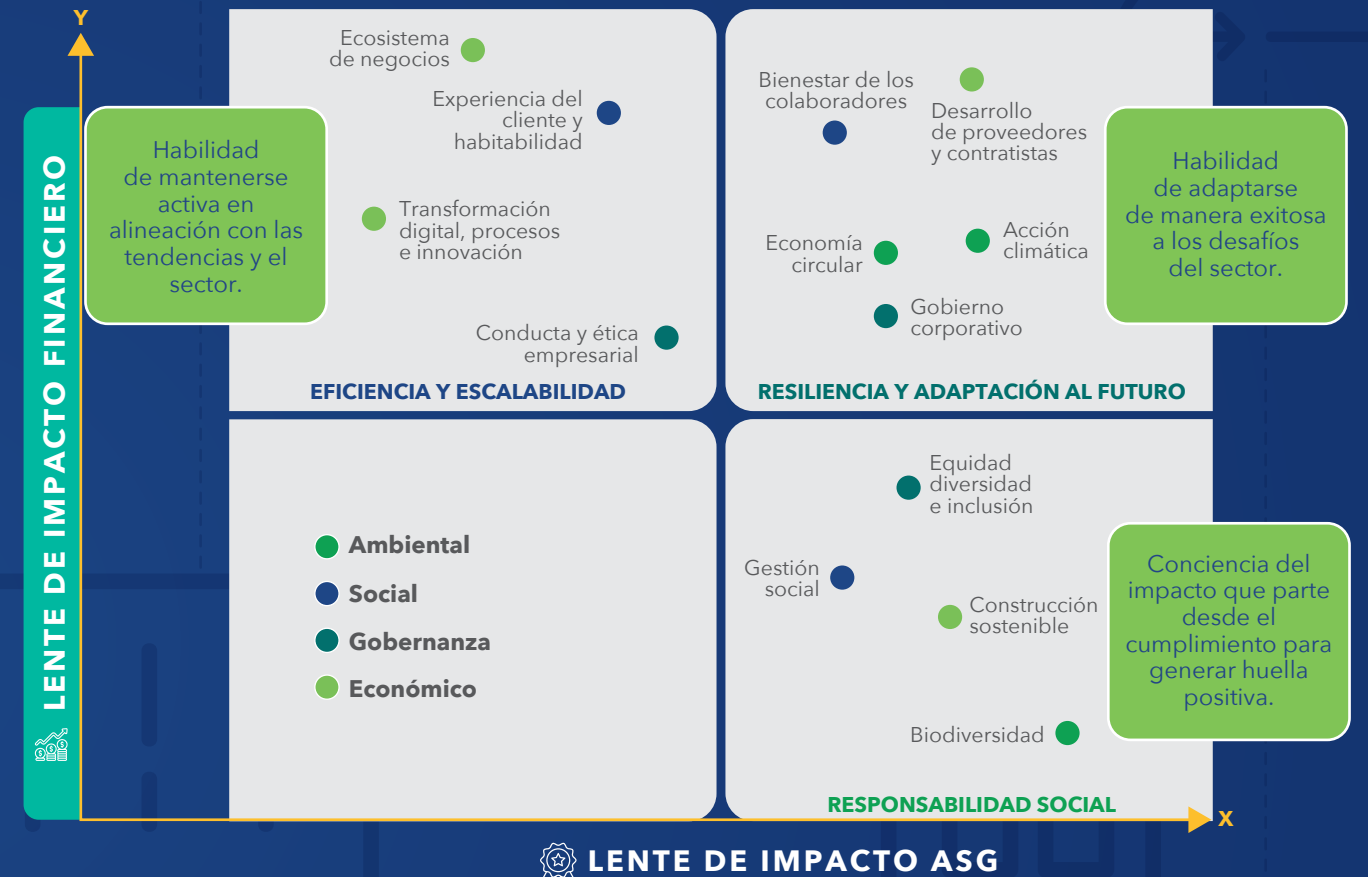 Y
LENTE DE IMPACTO FINANCIERO
Habilidad
de mantenerse
activa en
alineación con las
tendencias y el
sector.
Ecosistema
de negocios
Experiencia del
cliente y
habitabilidad
Transformación
digital, procesos
e innovación
Conducta y ética
empresarial
EFICIENCIA Y ESCALABILIDAD
Bienestar de los
colaboradores
Desarrollo
de proveedores
y contratistas
Economía
circular
Acción
climática
Gobierno
corporativo
RESILIENCIA Y ADAPTACIÓN AL FUTURO
Habilidad
de adaptarse
de manera exitosa
a los desafíos
del sector.
Ambiental
Social
Gobernanza
Económico
Equidad
diversidad
e inclusión
Gestión
social
Construcción
sostenible
Biodiversidad
RESPONSABILIDAD SOCIAL
Conciencia del
impacto que parte
desde el
cumplimiento para
generar huella
positiva.
X
LENTE DE IMPACTO ASG